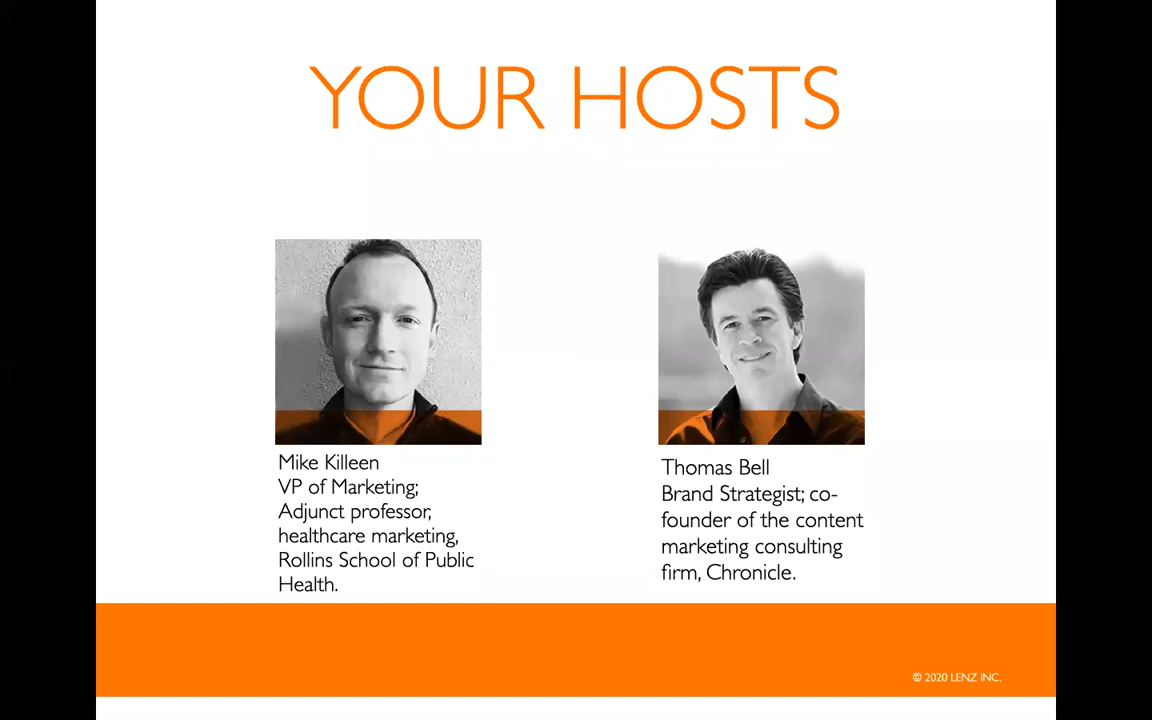 YOUR HOSTS
Mike Killeen
VP of Marketing;
Adjunct professor,
healthcare marketing,
Rollins School of Public
Health.
Thomas Bell
Brand Strategist; co-
founder of the content
marketing consulting
firm, Chronicle.
© 2020 LENZ INC.